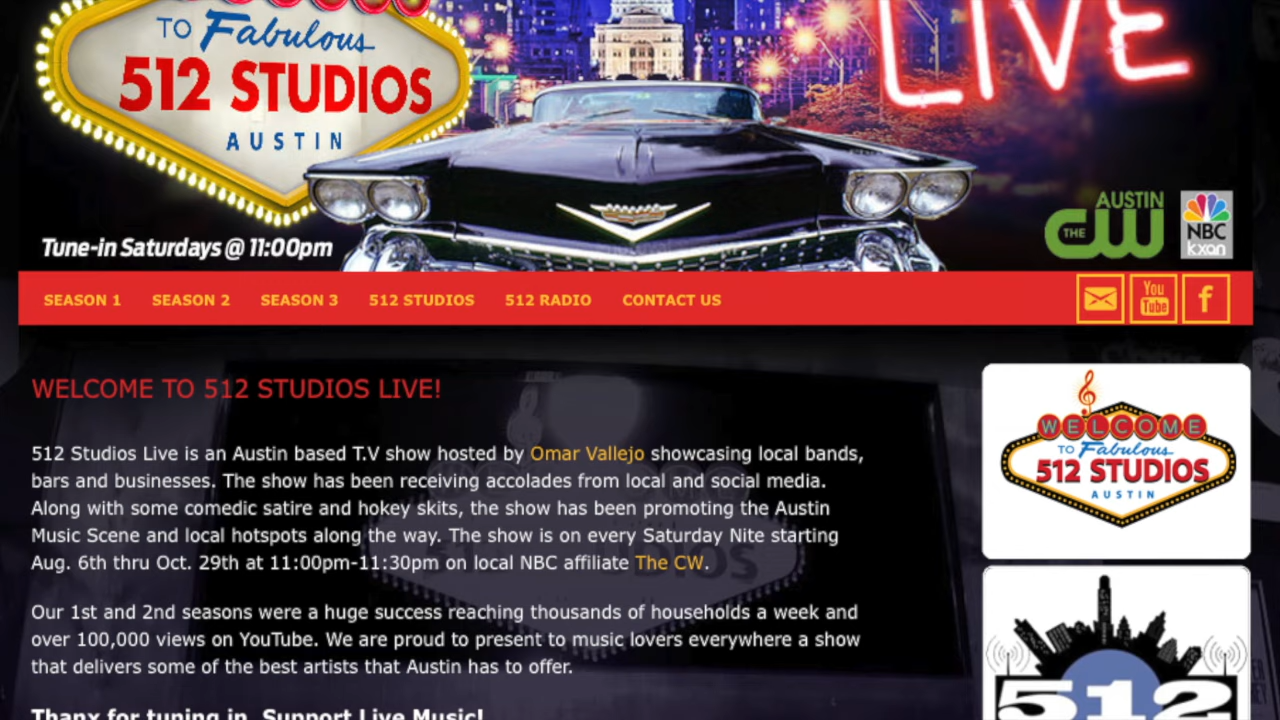 TO Fabulous
512 STUDIOS
AUSTIN
LIVE
Tune-in Saturdays @ 11:00pm
AUSTIN
THE CW
NBC
kxan
SEASON 1 SEASON 2 SEASON 3 512 STUDIOS 512 RADIO CONTACT US
You
Tube
f
WELCOME TO 512 STUDIOS LIVE!
512 Studios Live is an Austin based T.V show hosted by Omar Vallejo showcasing local bands,
bars and businesses. The show has been receiving accolades from local and social media.
Along with some comedic satire and hokey skits, the show has been promoting the Austin
Music Scene and local hotspots along the way. The show is on every Saturday Nite starting
Aug. 6th thru Oct. 29th at 11:00pm-11:30pm on local NBC affiliate The CW.
Our 1st and 2nd seasons were a huge success reaching thousands of households a week and
over 100,000 views on YouTube. We are proud to present to music lovers everywhere a show
that delivers some of the best artists that Austin has to offer.
Thanx for tuning in. Support Live Music!
WELCOME
TO Fabulous
512 STUDIOS
AUSTIN
512